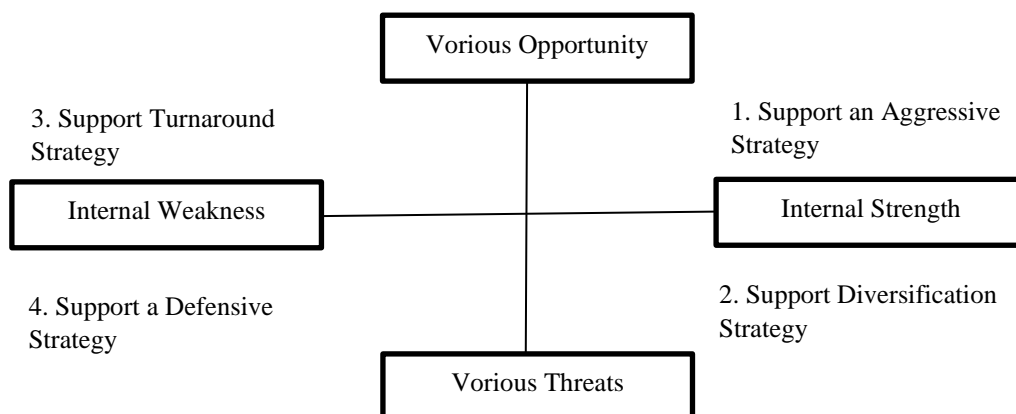 Vorious Opportunity
3. Support Turnaround
Strategy
1. Support an Aggressive
Strategy
Internal Weakness
Internal Strength
4. Support a Defensive
Strategy
2. Support Diversification
Strategy
Vorious Threats